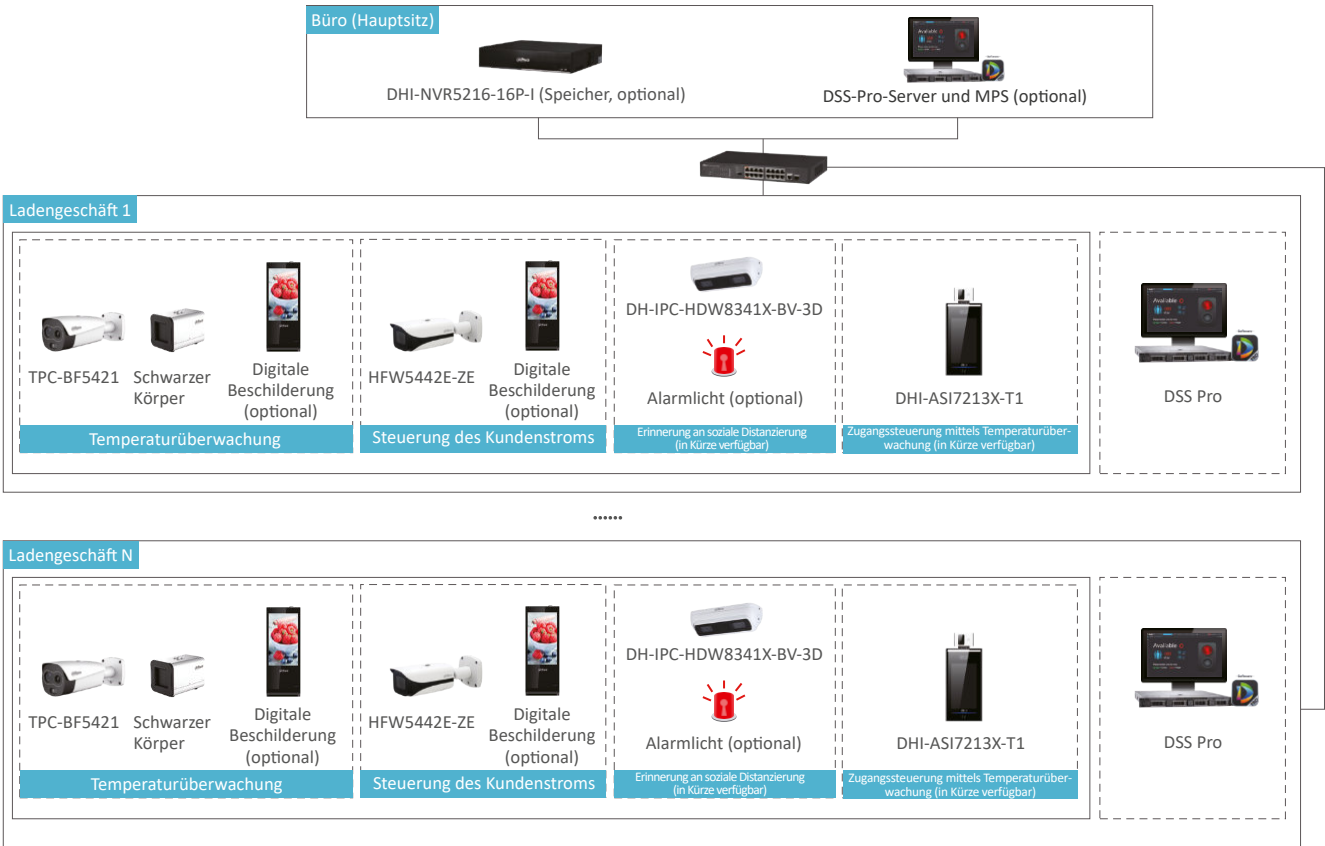 Büro (Hauptsitz)
DHI-NVR5216-16P-I (Speicher, optional)
DSS-Pro-Server und MPS (optional)
Ladengeschäft 1
TPC-BF5421
Schwarzer
Körper
Digitale
Beschilderung
(optional)
Temperaturüberwachung
HFW5442E-ZE
Digitale
Beschilderung
(optional)
Steuerung des Kundenstroms
DH-IPC-HDW8341X-BV-3D
Alarmlicht (optional)
Erinnerung an soziale Distanzierung
(in Kürze verfügbar)
DHI-ASI7213X-T1
Zugangssteuerung mittels Temperaturüber-
wachung (in Kürze verfügbar)
Available
DSS Pro
......
Ladengeschäft N
TPC-BF5421
Schwarzer
Körper
Digitale
Beschilderung
(optional)
Temperaturüberwachung
HFW5442E-ZE
Digitale
Beschilderung
(optional)
Steuerung des Kundenstroms
DH-IPC-HDW8341X-BV-3D
Alarmlicht (optional)
Erinnerung an soziale Distanzierung
(in Kürze verfügbar)
DHI-ASI7213X-T1
Zugangssteuerung mittels Temperaturüber-
wachung (in Kürze verfügbar)
Available
DSS Pro